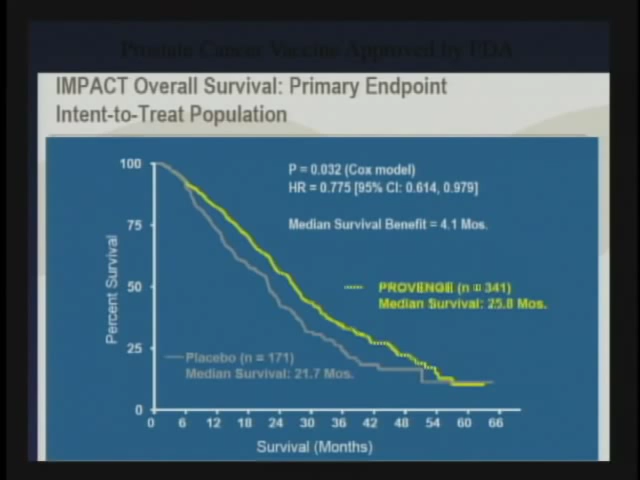 Prostate Cancer Vaccine Approved by FDA
IMPACT Overall Survival: Primary Endpoint
Intent-to-Treat Population
P = 0.032 (Cox model)
HR = 0.775 [95% CI: 0.614, 0.979]
Median Survival Benefit = 4.1 Mos.
PROVENGE (n = 341)
Median Survival: 25.8 Mos.
Placebo (n = 171)
Median Survival: 21.7 Mos.
Percent Survival
100
75
50
25
0
0 6 12 18 24 30 36 42 48 54 60 66
Survival (Months)